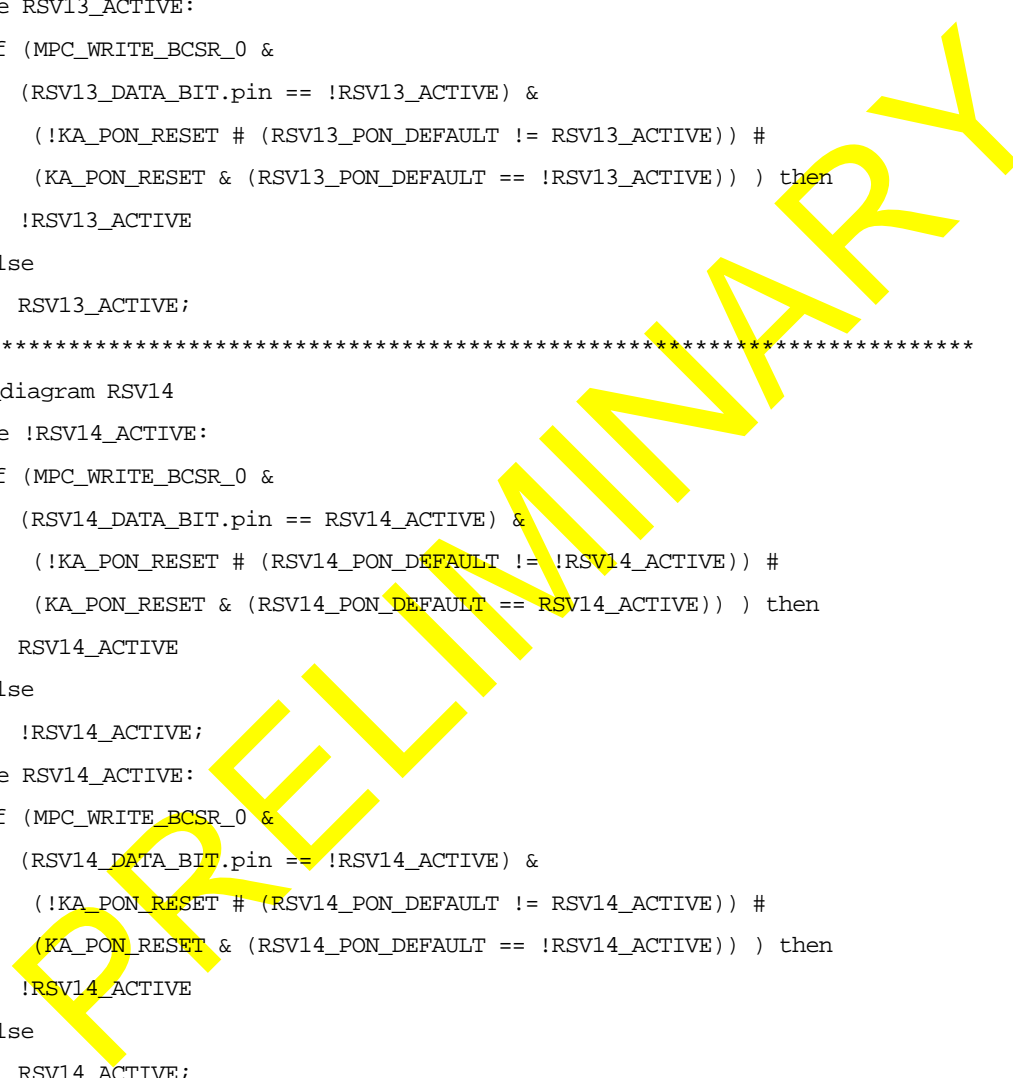 e RSV13_ACTIVE:
f (MPC_WRITE_BCSR_0 &
(RSV13_DATA_BIT.pin == !RSV13_ACTIVE) &
(!KA_PON_RESET # (RSV13_PON_DEFAULT != RSV13_ACTIVE)) #
(KA_PON_RESET & (RSV13_PON_DEFAULT == !RSV13_ACTIVE)) ) then
!RSV13_ACTIVE
lse
RSV13_ACTIVE;
*************************************************************************
diagram RSV14
e !RSV14_ACTIVE:
f (MPC_WRITE_BCSR_0 &
(RSV14_DATA_BIT.pin == RSV14_ACTIVE) &
(!KA_PON_RESET # (RSV14_PON_DEFAULT != !RSV14_ACTIVE)) #
(KA_PON_RESET & (RSV14_PON_DEFAULT == RSV14_ACTIVE)) ) then
RSV14_ACTIVE
lse
!RSV14_ACTIVE;
e RSV14_ACTIVE:
f (MPC_WRITE_BCSR_0 &
(RSV14_DATA_BIT.pin == !RSV14_ACTIVE) &
(!KA_PON_RESET # (RSV14_PON_DEFAULT != RSV14_ACTIVE)) #
(KA_PON_RESET & (RSV14_PON_DEFAULT == !RSV14_ACTIVE)) ) then
!RSV14_ACTIVE
lse
RSV14_ACTIVE;
PRELIMINARY